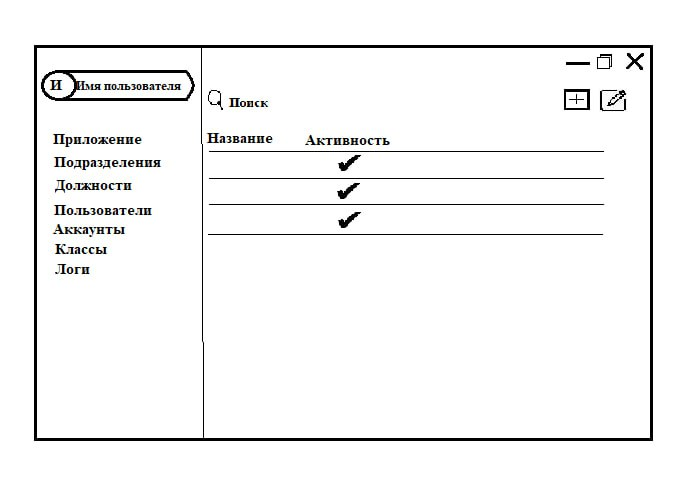 И Имя пользователя
Поиск
Название Активность
Приложение
Подразделения
Должности
Пользователи
Аккаунты
Классы
Логи